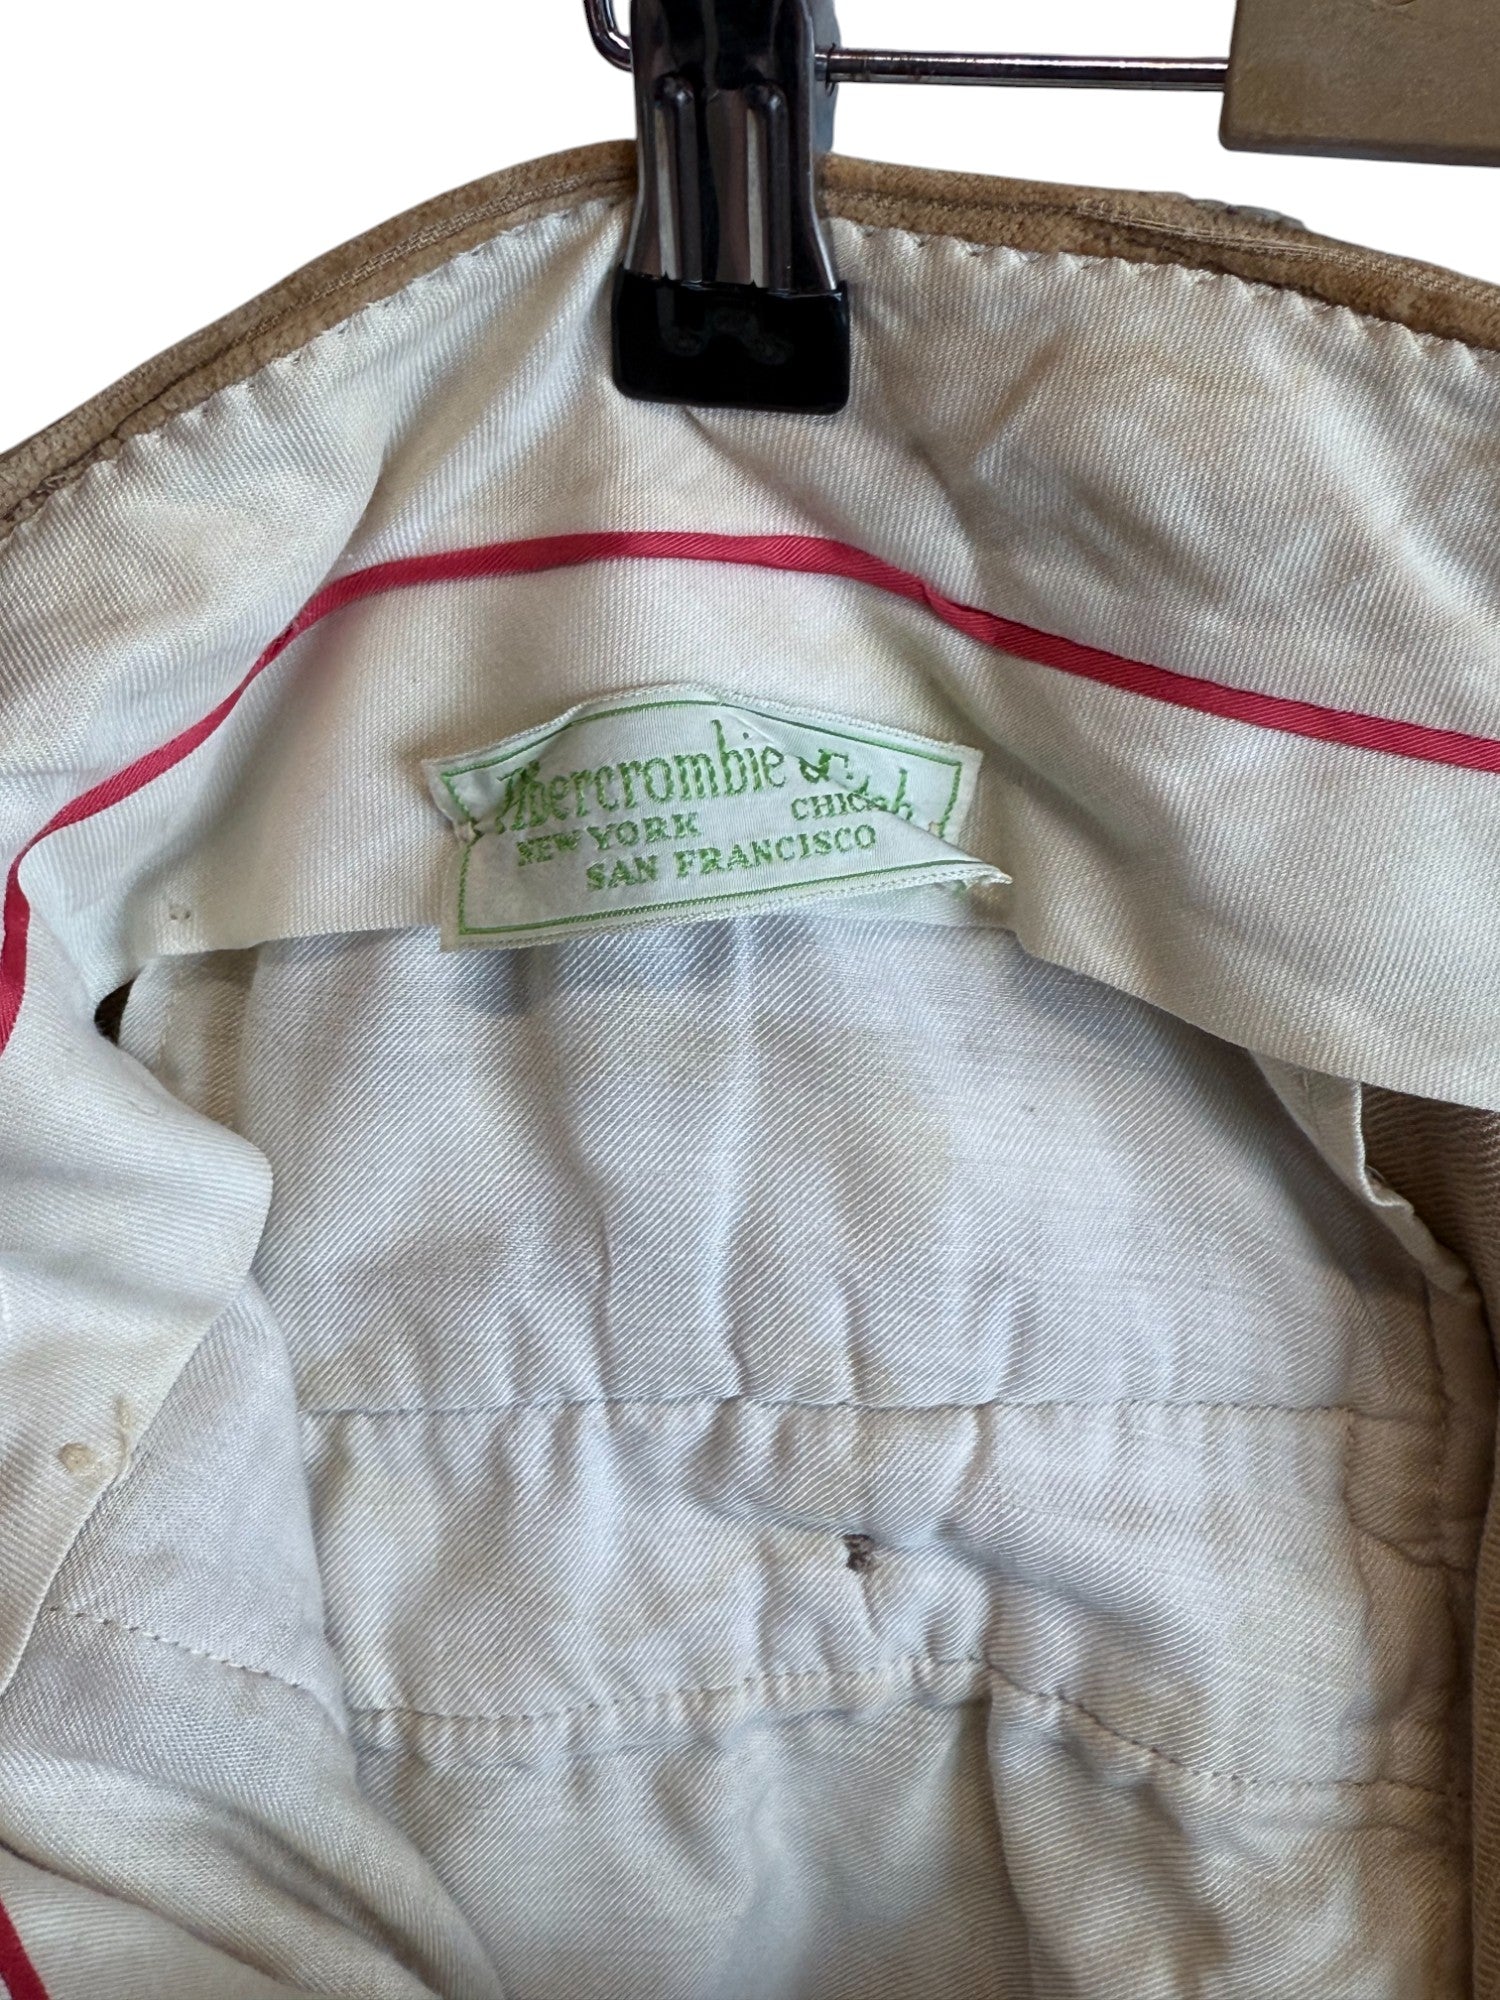 Abercrombie &
NEW YORK CHIC
SAN FRANCISCO